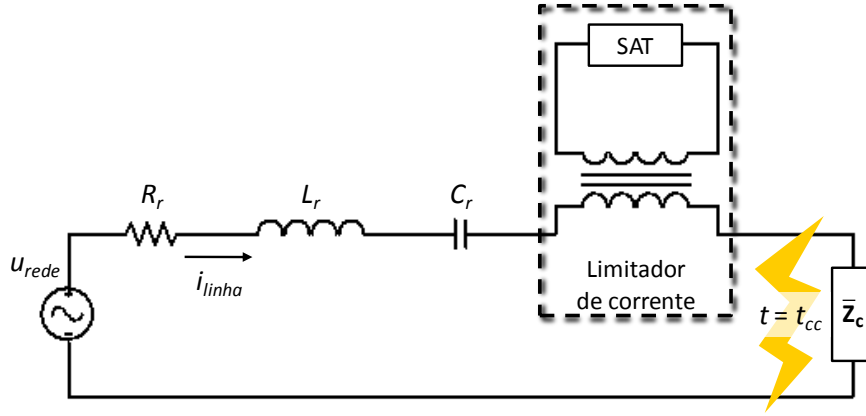 SAT
R_r
L_r
C_r
u_rede
i_linha
Limitador
de corrente
t = t_cc
Z̄_c